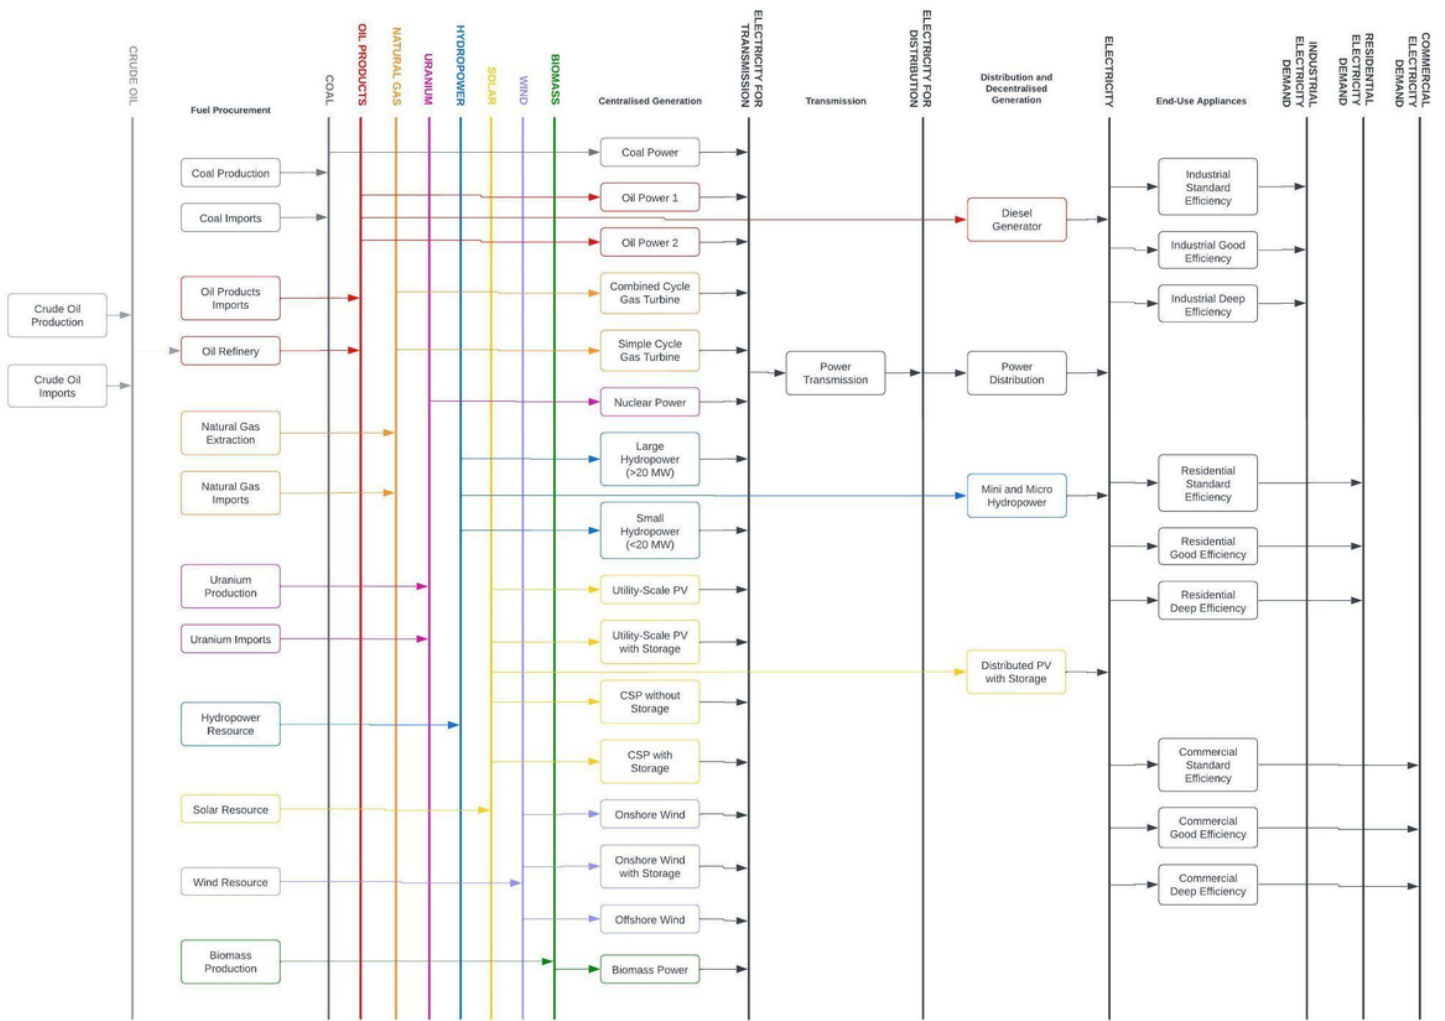 CRUDE OIL
Fuel Procurement
COAL
OIL PRODUCTS
NATURAL GAS
URANIUM
HYDROPOWER
SOLAR
WIND
BIOMASS
Centralised Generation
ELECTRICITY FOR
TRANSMISSION
Transmission
ELECTRICITY FOR
DISTRIBUTION
Distribution and
Decentralised
Generation
ELECTRICITY
End-Use Appliances
INDUSTRIAL
ELECTRICITY
DEMAND
RESIDENTIAL
ELECTRICITY
DEMAND
COMMERCIAL
ELECTRICITY
DEMAND
Crude Oil
Production
Crude Oil
Imports
Coal Production
Coal Imports
Oil Products
Imports
Oil Refinery
Natural Gas
Extraction
Natural Gas
Imports
Uranium
Production
Uranium Imports
Hydropower
Resource
Solar Resource
Wind Resource
Biomass
Production
Coal Power
Oil Power 1
Oil Power 2
Combined Cycle
Gas Turbine
Simple Cycle
Gas Turbine
Nuclear Power
Large
Hydropower
(>20 MW)
Small
Hydropower
(<20 MW)
Utility-Scale PV
Utility-Scale PV
with Storage
CSP without
Storage
CSP with
Storage
Onshore Wind
Onshore Wind
with Storage
Offshore Wind
Biomass Power
Power
Transmission
Diesel
Generator
Power
Distribution
Mini and Micro
Hydropower
Distributed PV
with Storage
Industrial
Standard
Efficiency
Industrial Good
Efficiency
Industrial Deep
Efficiency
Residential
Standard
Efficiency
Residential
Good Efficiency
Residential
Deep Efficiency
Commercial
Standard
Efficiency
Commercial
Good Efficiency
Commercial
Deep Efficiency